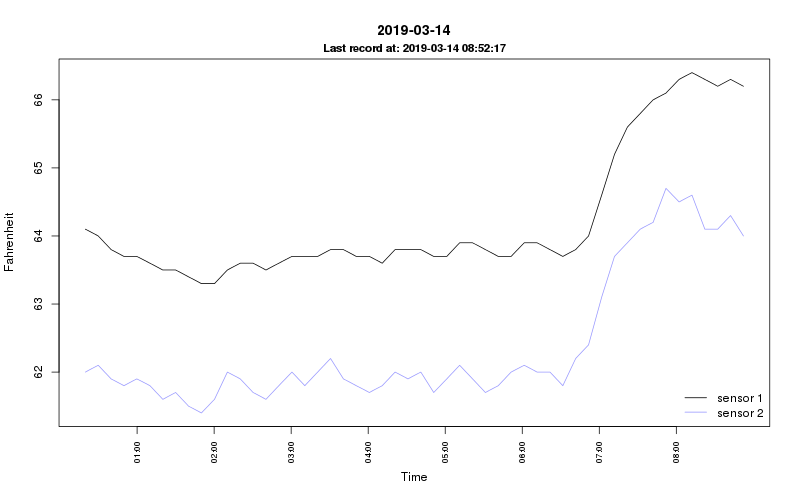 2019-03-14
Last record at: 2019-03-14 08:52:17
Fahrenheit
66
65
64
63
62
sensor 1
sensor 2
01:00 02:00 03:00 04:00 05:00 06:00 07:00 08:00
Time